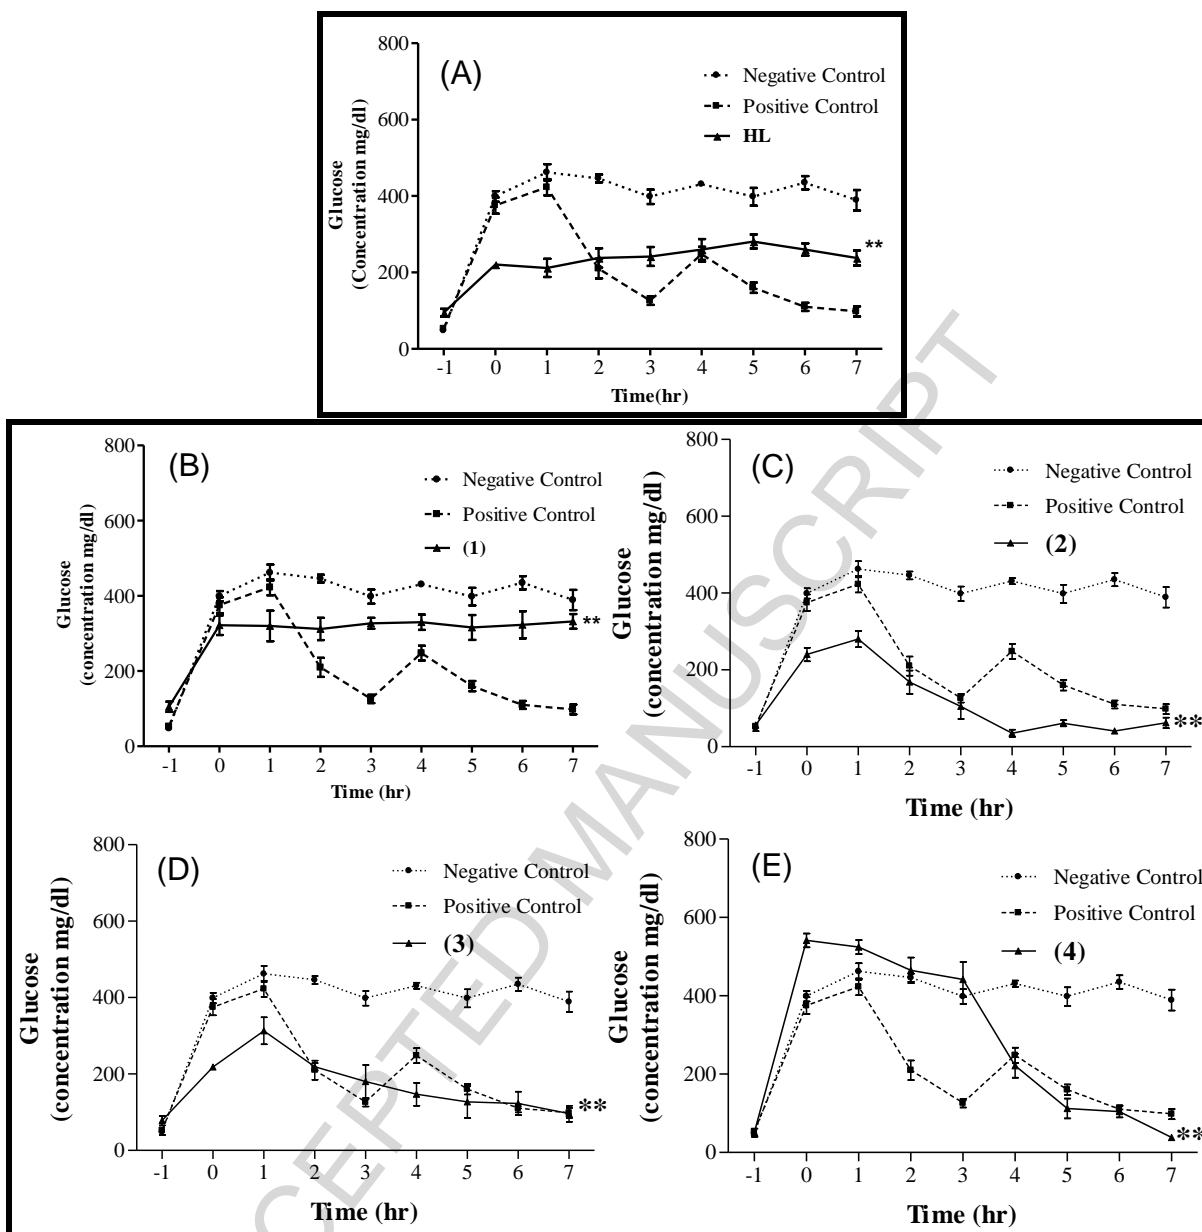 (A)
Negative Control
Positive Control
HL
Glucose
(Concentration mg/dl)
800
600
400
200
0
**
-1 0 1 2 3 4 5 6 7
Time(hr)
(B)
Negative Control
Positive Control
(1)
Glucose
(concentration mg/dl)
800
600
400
200
0
**
-1 0 1 2 3 4 5 6 7
Time (hr)
(C)
Negative Control
Positive Control
(2)
Glucose
(concentration mg/dl)
800
600
400
200
0
**
-1 0 1 2 3 4 5 6 7
Time (hr)
(D)
Negative Control
Positive Control
(3)
Glucose
(concentration mg/dl)
800
600
400
200
0
**
-1 0 1 2 3 4 5 6 7
Time (hr)
(E)
Negative Control
Positive Control
(4)
Glucose
(concentration mg/dl)
800
600
400
200
0
**
-1 0 1 2 3 4 5 6 7
Time (hr)
CEPTED MANUSCRIPT